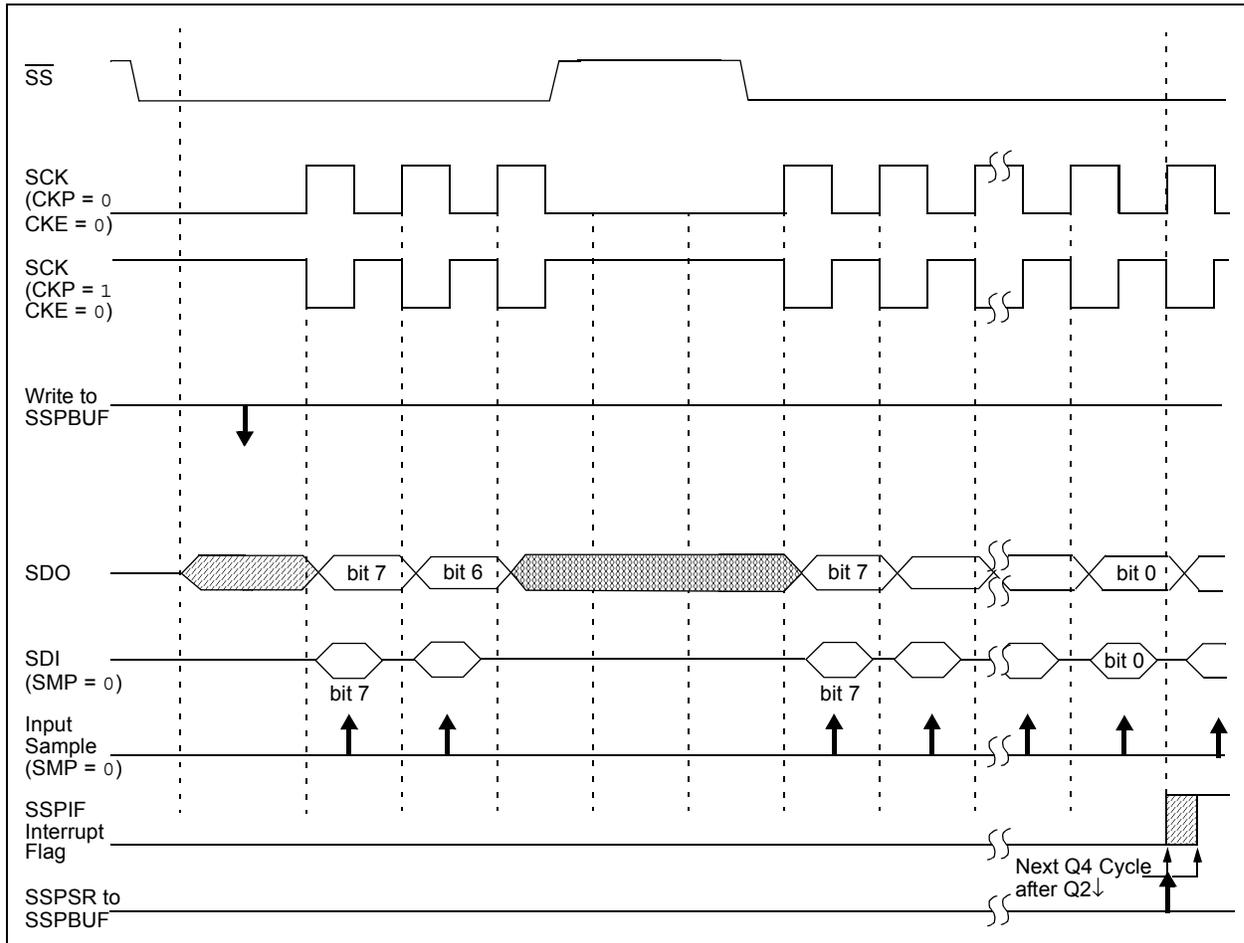 SS
SCK
(CKP = 0
CKE = 0)
SCK
(CKP = 1
CKE = 0)
Write to
SSPBUF
SDO
bit 7
bit 6
bit 7
bit 0
SDI
(SMP = 0)
bit 7
bit 7
bit 0
Input
Sample
(SMP = 0)
SSPIF
Interrupt
Flag
Next Q4 Cycle
after Q2↓
SSPSR to
SSPBUF